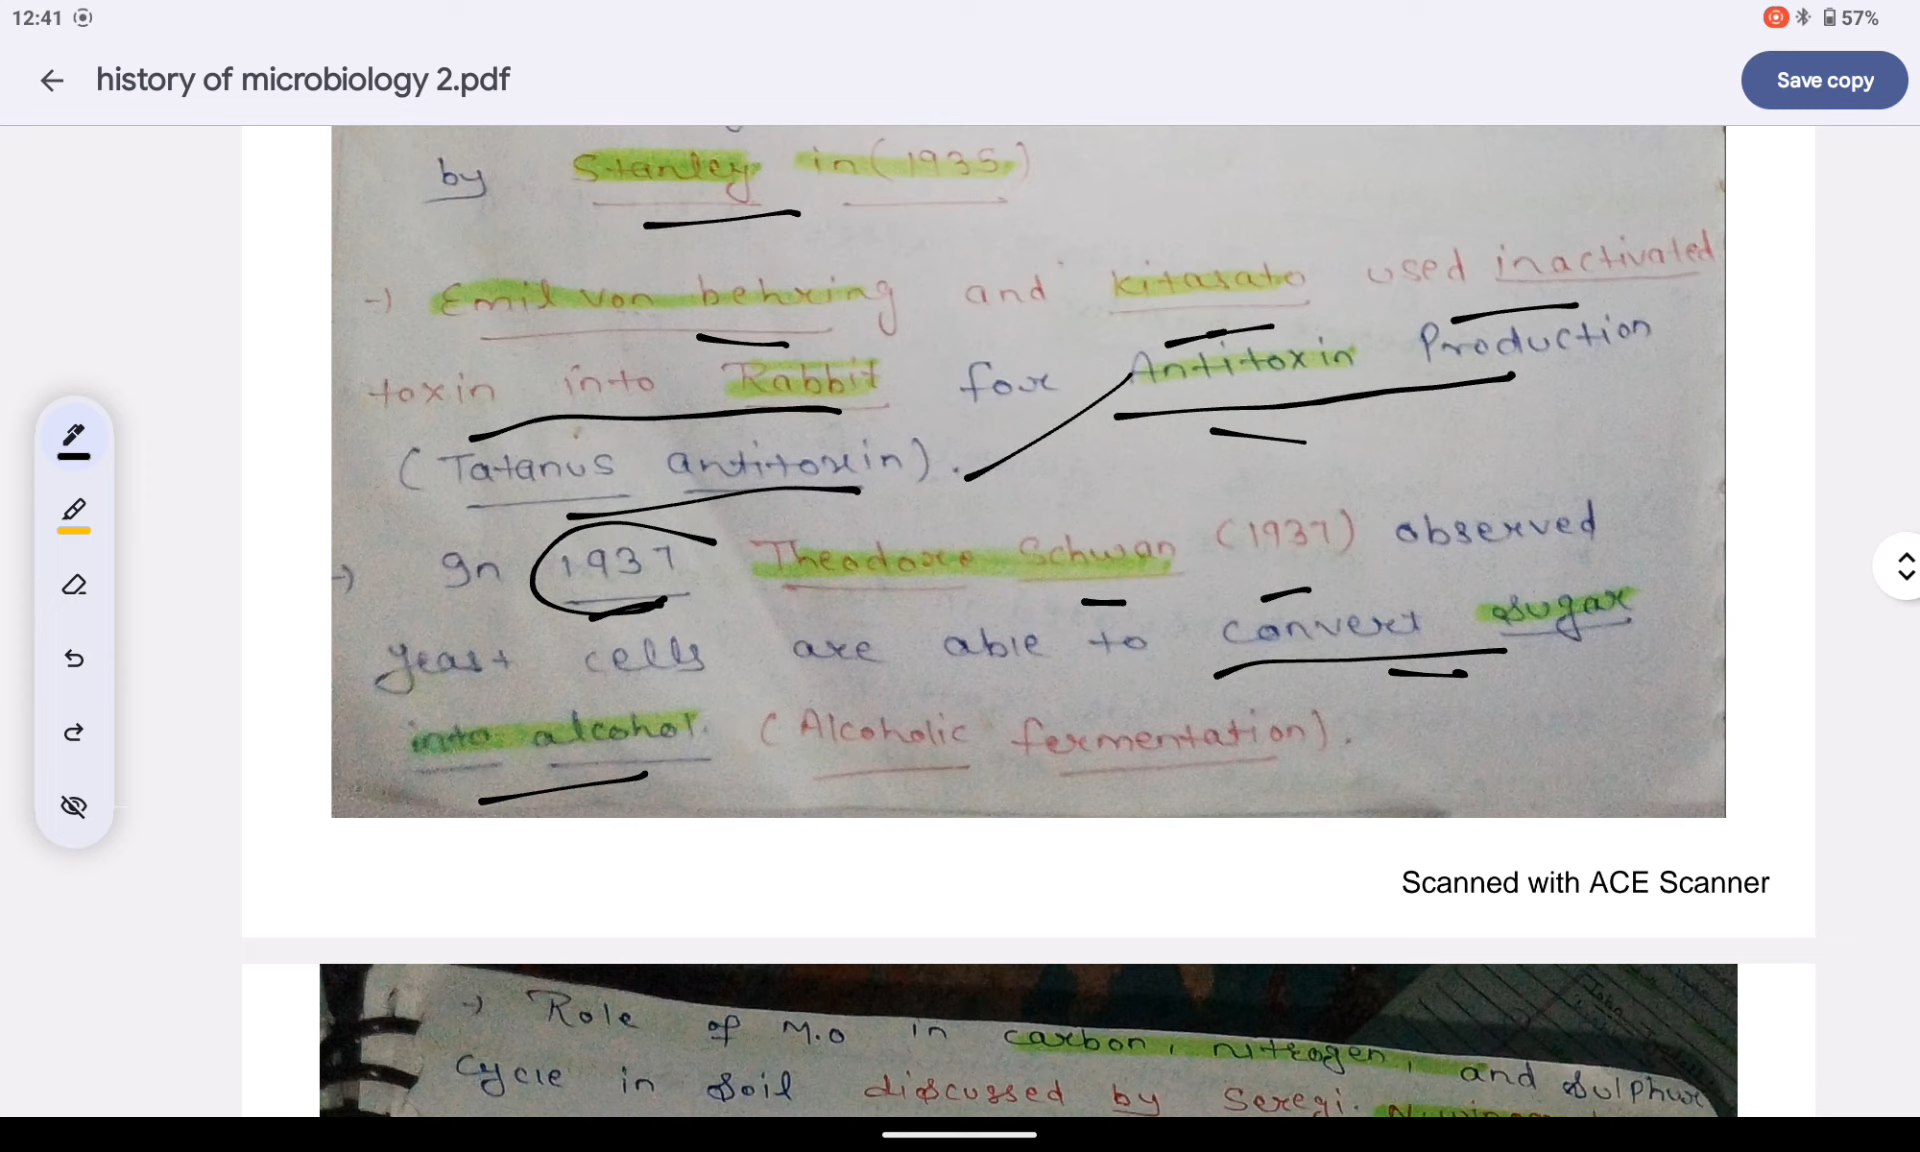 12:41 57%
history of microbiology 2.pdf
Save copy
by Stanley in (1935)
→ Emil von behring and kitasato used inactivated
toxin into Rabbit for Antitoxin Production
(Tatanus antitoxin).
→ In 1937 Theodore Schwan (1937) observed
yeast cells are able to convert sugar
into alcohol. (Alcoholic fermentation).
Scanned with ACE Scanner
→ Role of M.O in carbon, nitrogen, and sulphur
Cycle in soil discussed by Seregi.